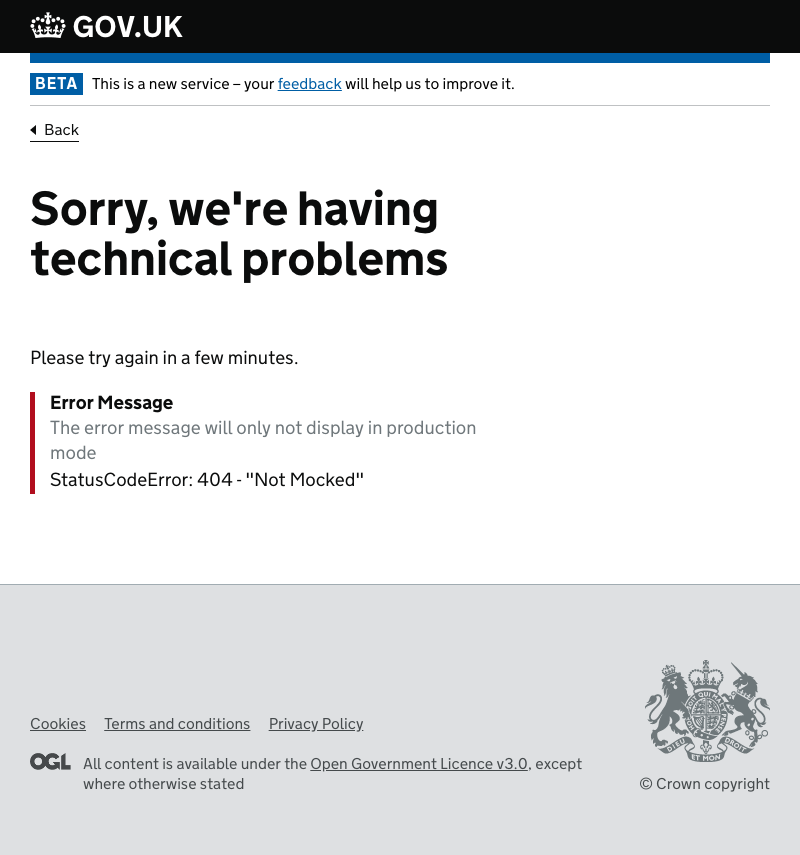 GOV.UK
BETA This is a new service – your feedback will help us to improve it.
Back
Sorry, we're having
technical problems
Please try again in a few minutes.
Error Message
The error message will only not display in production
mode
StatusCodeError: 404 - "Not Mocked"
Cookies Terms and conditions Privacy Policy
OGL All content is available under the Open Government Licence v3.0, except
where otherwise stated
DIEU ET MON DROIT
© Crown copyright